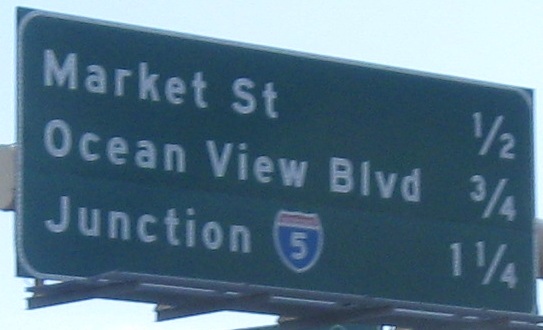 Market St 1/2
Ocean View Blvd 3/4
Junction 5 1 1/4